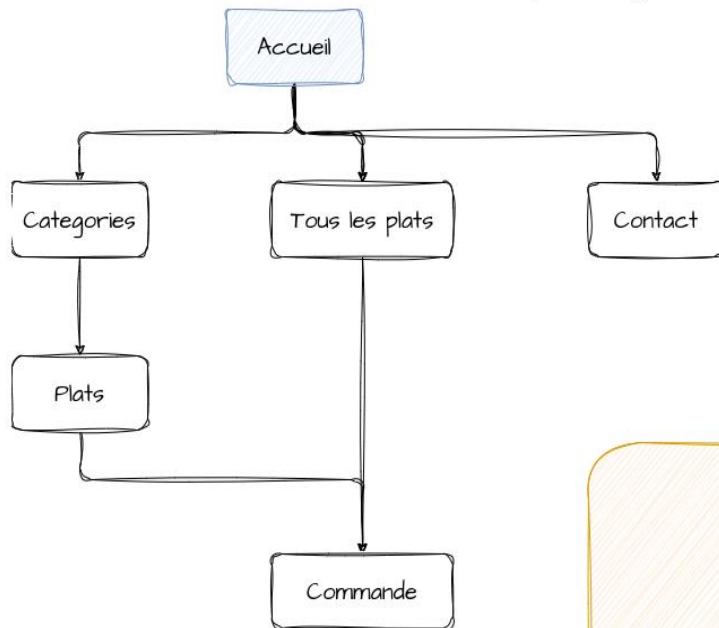 Accueil
Categories
Tous les plats
Contact
Plats
Commande